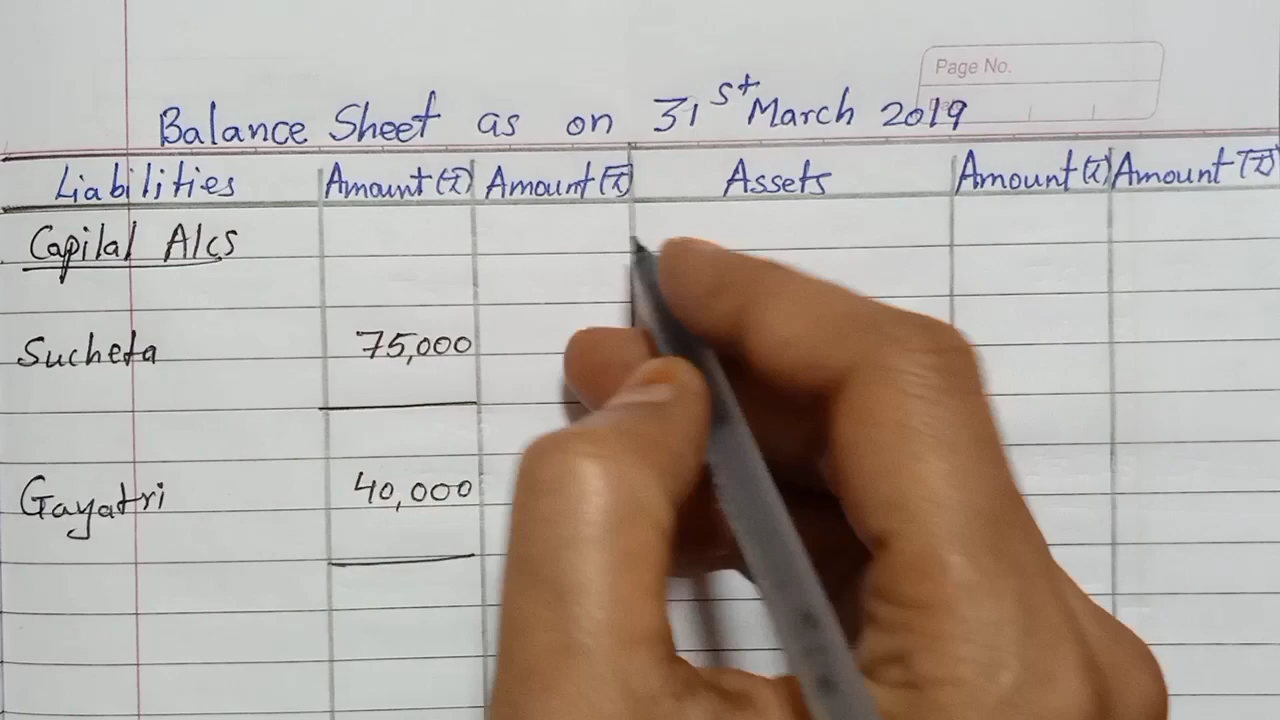 Page No.
Balance Sheet as on 31st March 2019
Liabilities Amount (₹) Amount (₹) Assets Amount (₹) Amount (₹)
Capilal A/cs
Sucheta 75,000
Gayatri 40,000